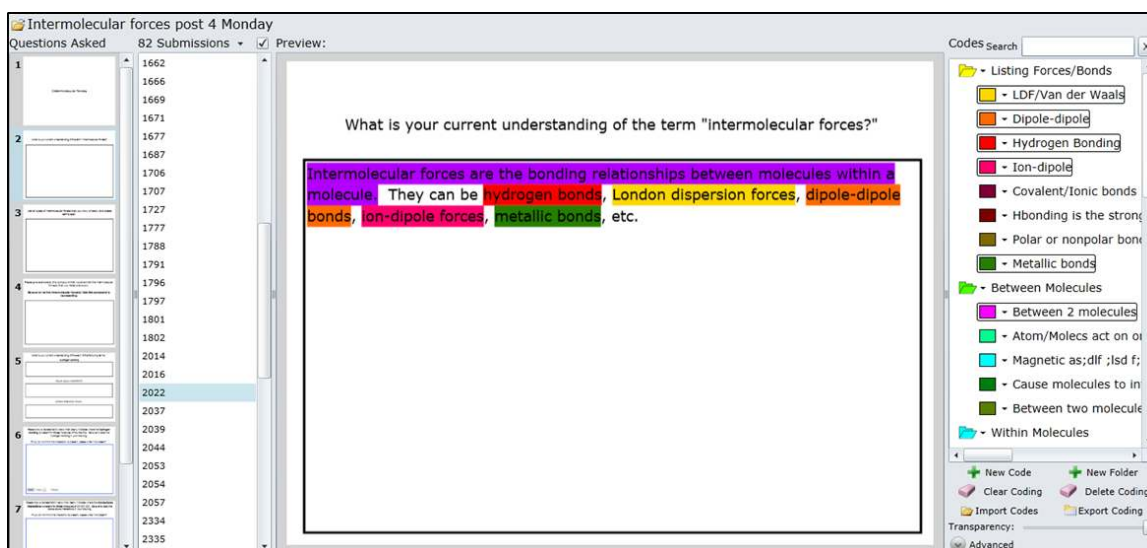 Intermolecular forces post 4 Monday
Questions Asked
82 Submissions
Preview:
Codes Search
1
2
3
4
5
6
7
1662
1666
1669
1671
1677
1687
1706
1707
1727
1777
1788
1791
1796
1797
1801
1802
2014
2016
2022
2037
2039
2044
2053
2054
2057
2334
2335
What is your current understanding of the term "intermolecular forces?"
Intermolecular forces are the bonding relationships between molecules within a
molecule. They can be hydrogen bonds, London dispersion forces, dipole-dipole
bonds, ion-dipole forces, metallic bonds, etc.
Listing Forces/Bonds
LDF/Van der Waals
Dipole-dipole
Hydrogen Bonding
Ion-dipole
Covalent/Ionic bonds
Hbonding is the strong
Polar or nonpolar bond
Metallic bonds
Between Molecules
Between 2 molecules
Atom/Molecs act on o
Magnetic as;dlf ;lsd f;
Cause molecules to in
Between two molecule
Within Molecules
New Code New Folder
Clear Coding Delete Coding
Import Codes Export Coding
Transparency:
Advanced